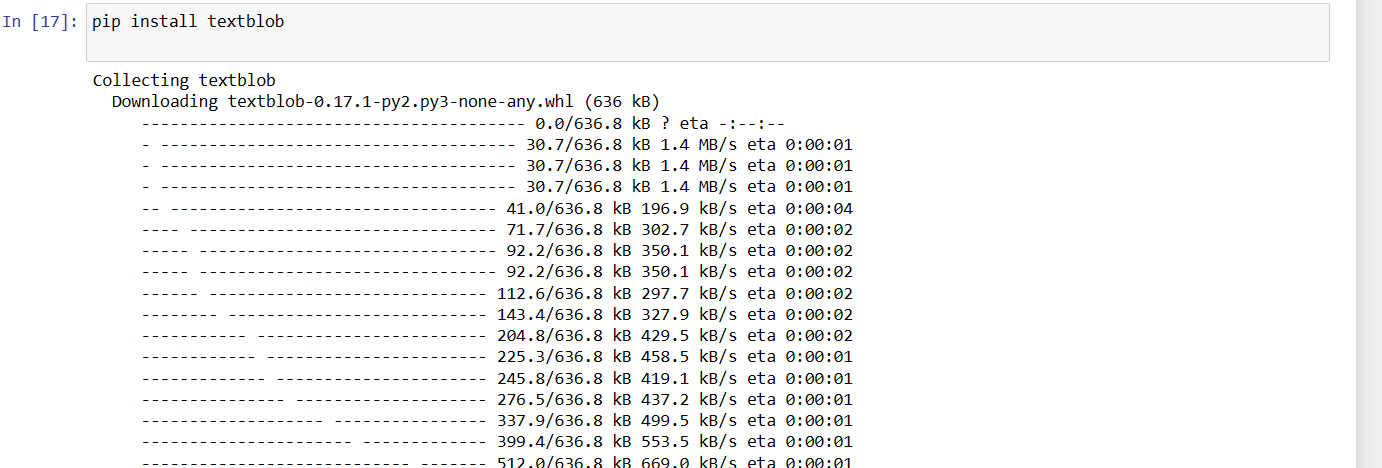 In [17]: pip install textblob
Collecting textblob
Downloading textblob-0.17.1-py2.py3-none-any.whl (636 kB)
---------------------------------------- 0.0/636.8 kB ? eta -:--:--
- ------------------------------------- 30.7/636.8 kB 1.4 MB/s eta 0:00:01
- ------------------------------------- 30.7/636.8 kB 1.4 MB/s eta 0:00:01
- ------------------------------------- 30.7/636.8 kB 1.4 MB/s eta 0:00:01
-- ---------------------------------- 41.0/636.8 kB 196.9 kB/s eta 0:00:04
---- -------------------------------- 71.7/636.8 kB 302.7 kB/s eta 0:00:02
----- ------------------------------- 92.2/636.8 kB 350.1 kB/s eta 0:00:02
----- ------------------------------- 92.2/636.8 kB 350.1 kB/s eta 0:00:02
------ ----------------------------- 112.6/636.8 kB 297.7 kB/s eta 0:00:02
-------- --------------------------- 143.4/636.8 kB 327.9 kB/s eta 0:00:02
----------- ------------------------ 204.8/636.8 kB 429.5 kB/s eta 0:00:02
------------ ----------------------- 225.3/636.8 kB 458.5 kB/s eta 0:00:01
------------- ---------------------- 245.8/636.8 kB 419.1 kB/s eta 0:00:01
--------------- -------------------- 276.5/636.8 kB 437.2 kB/s eta 0:00:01
------------------- ---------------- 337.9/636.8 kB 499.5 kB/s eta 0:00:01
---------------------- ------------- 399.4/636.8 kB 553.5 kB/s eta 0:00:01
---------------------------- ------- 512.0/636.8 kB 669.0 kB/s eta 0:00:01